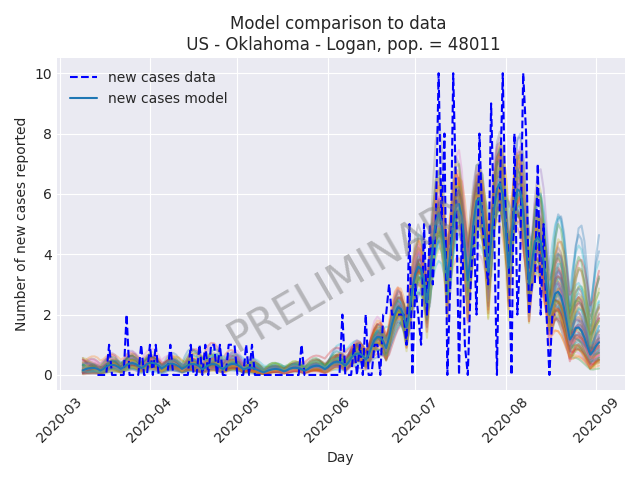 Model comparison to data
US - Oklahoma - Logan, pop. = 48011
new cases data
new cases model
Number of new cases reported
10
8
6
4
2
0
2020-03
2020-04
2020-05
2020-06
2020-07
2020-08
2020-09
Day